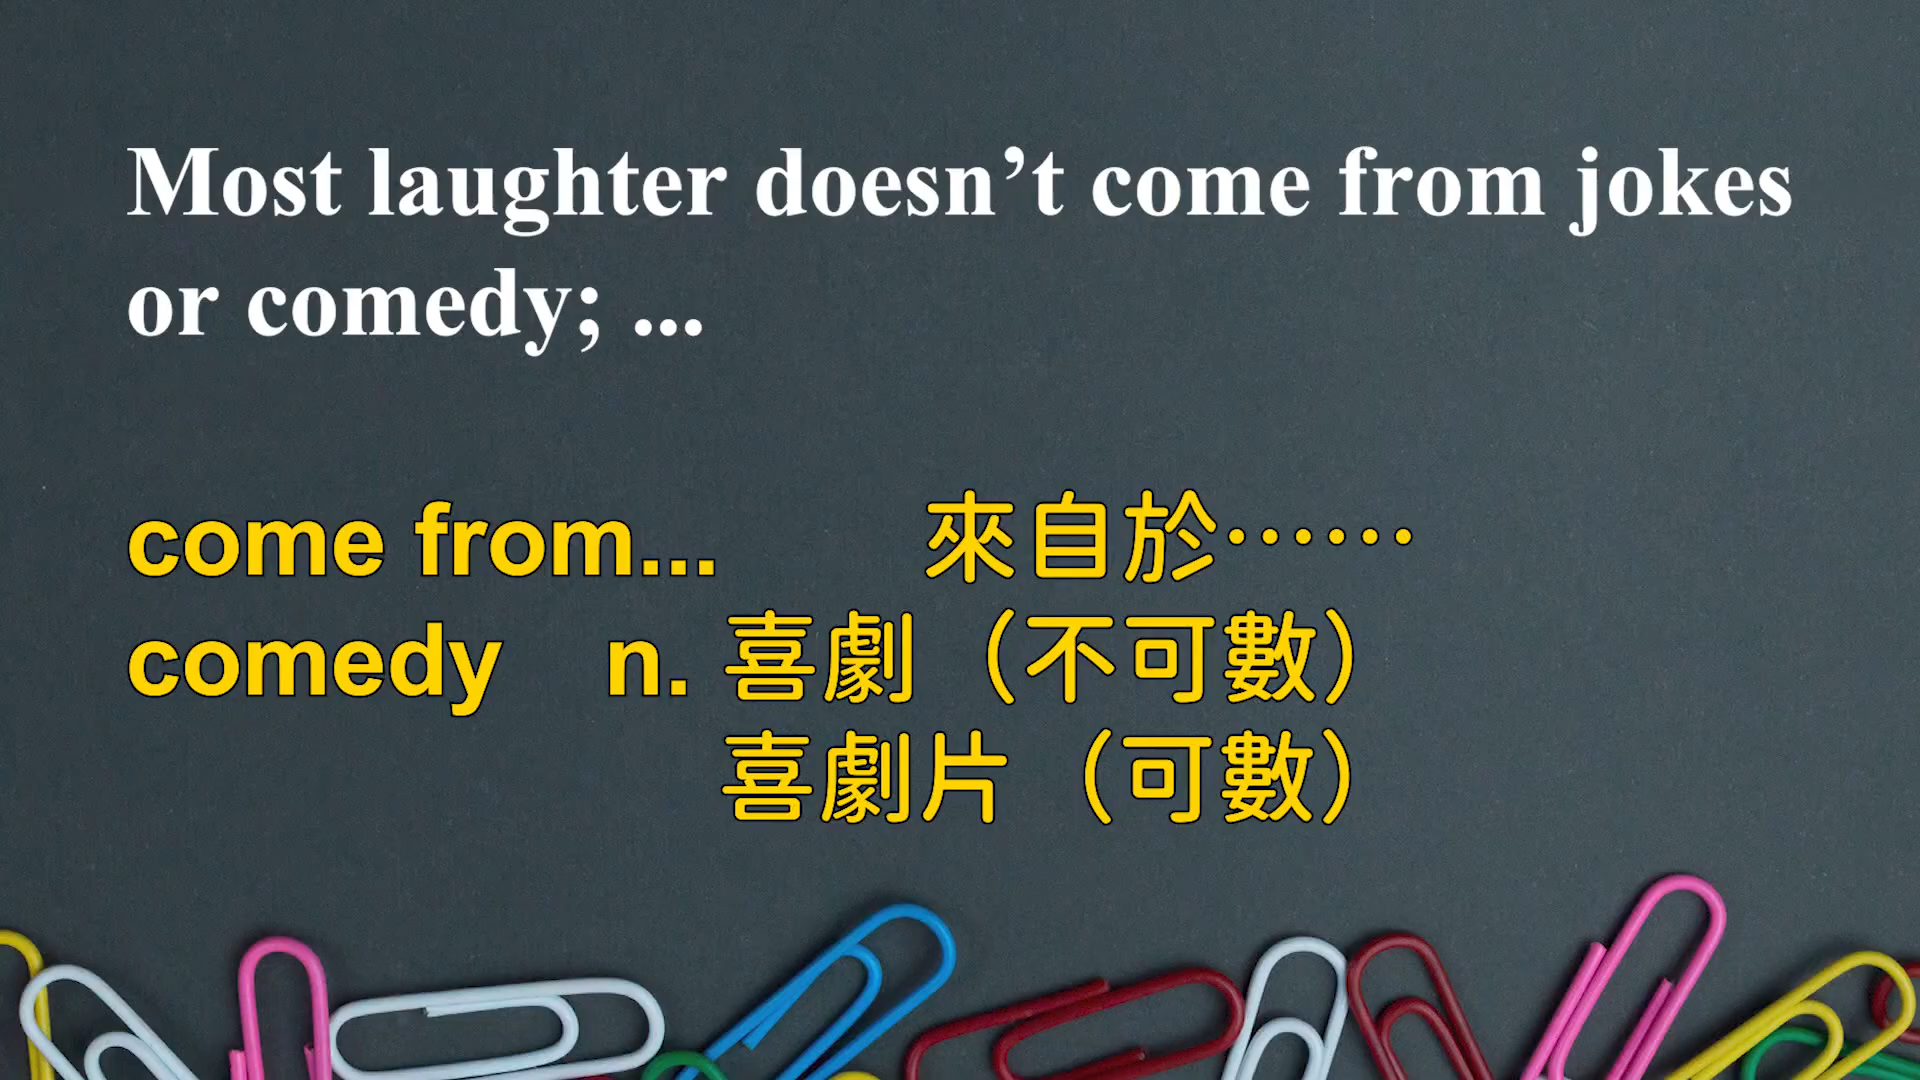 Most laughter doesn’t come from jokes
or comedy; ...
come from... 來自於⋯⋯
comedy n. 喜劇（不可數）
喜劇片（可數）